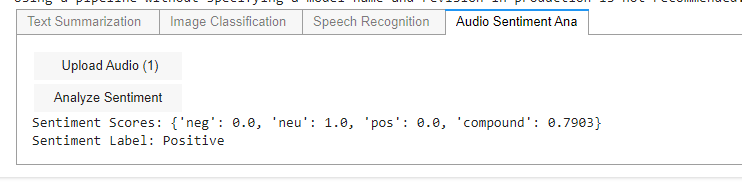 Using a pipeline without specifying a model name and revision in production is not recommended.
Text Summarization
Image Classification
Speech Recognition
Audio Sentiment Ana
Upload Audio (1)
Analyze Sentiment
Sentiment Scores: {'neg': 0.0, 'neu': 1.0, 'pos': 0.0, 'compound': 0.7903}
Sentiment Label: Positive